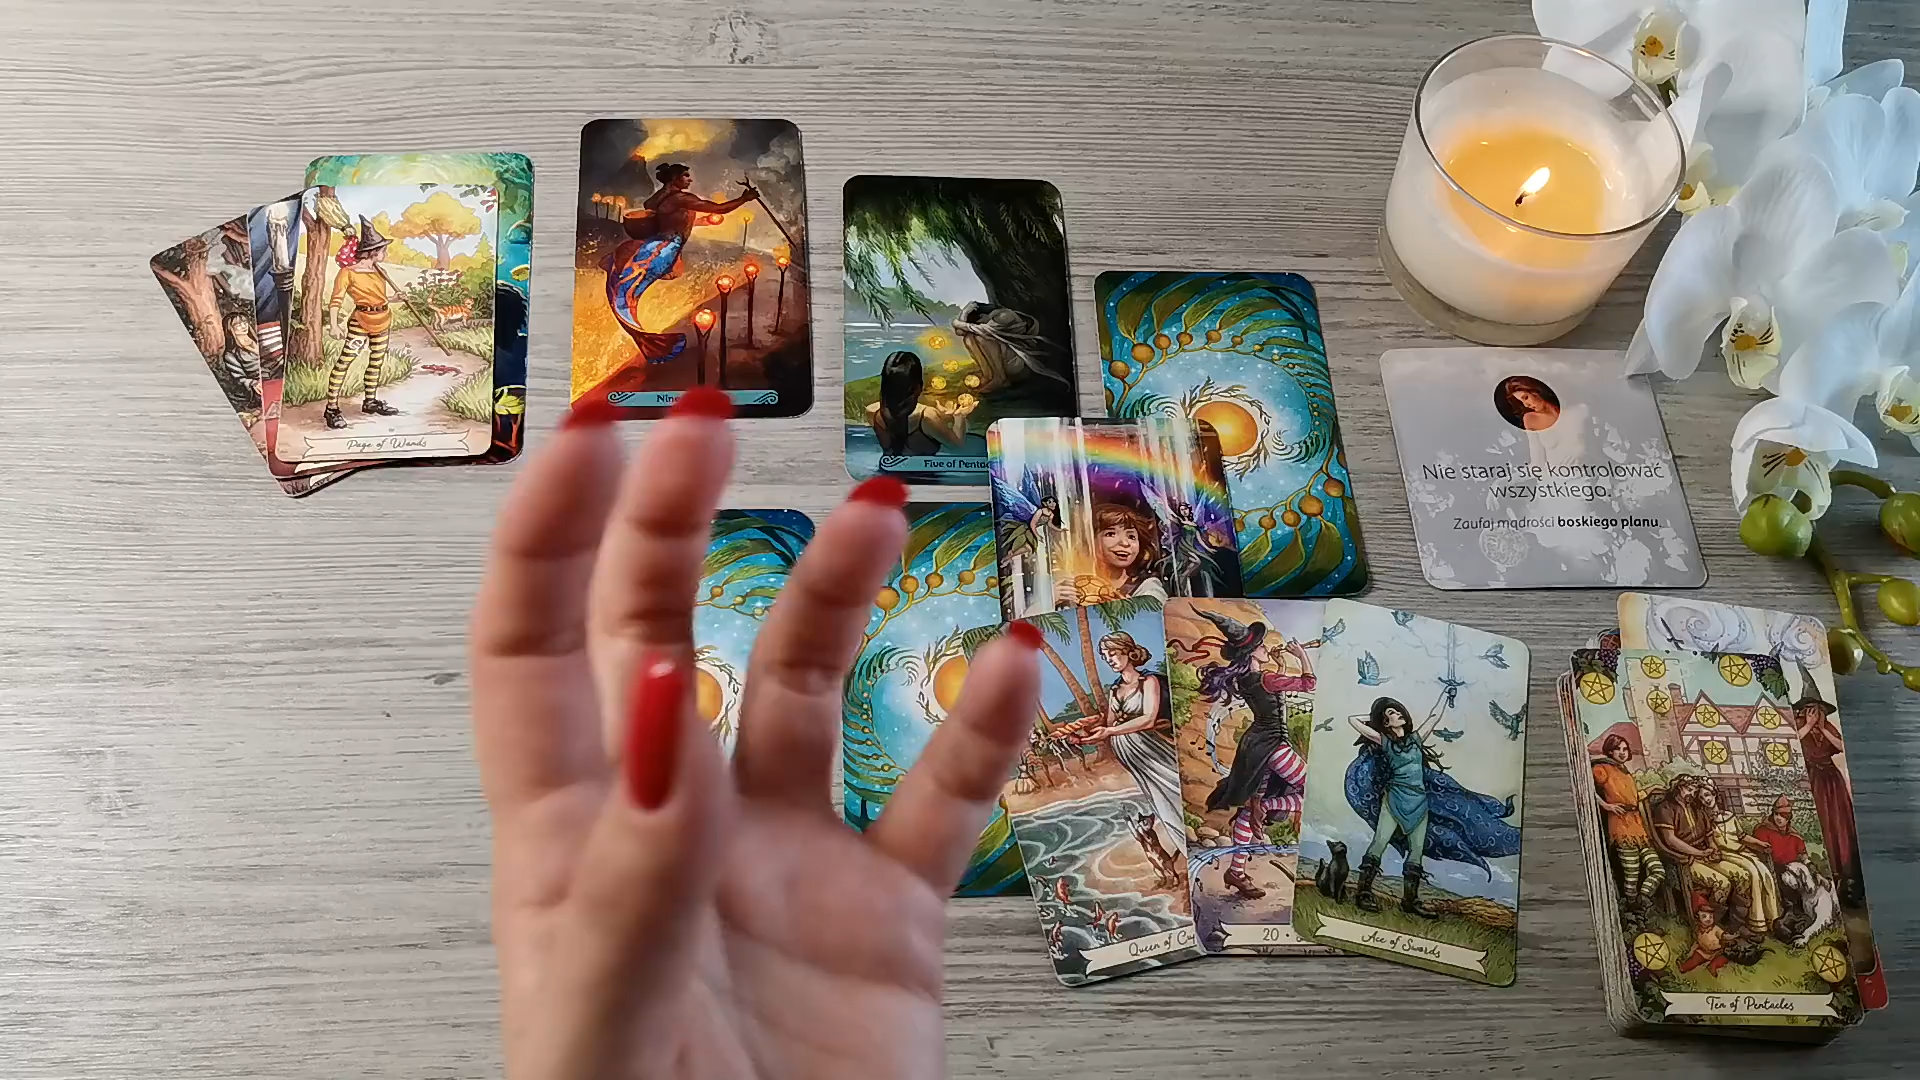 Page of Wands
Nine
Five of Pentac
Nie staraj się kontrolować
wszystkiego.
Zaufaj mądrości boskiego planu.
Queen of Cu
20 •
Ace of Swords
Ten of Pentacles